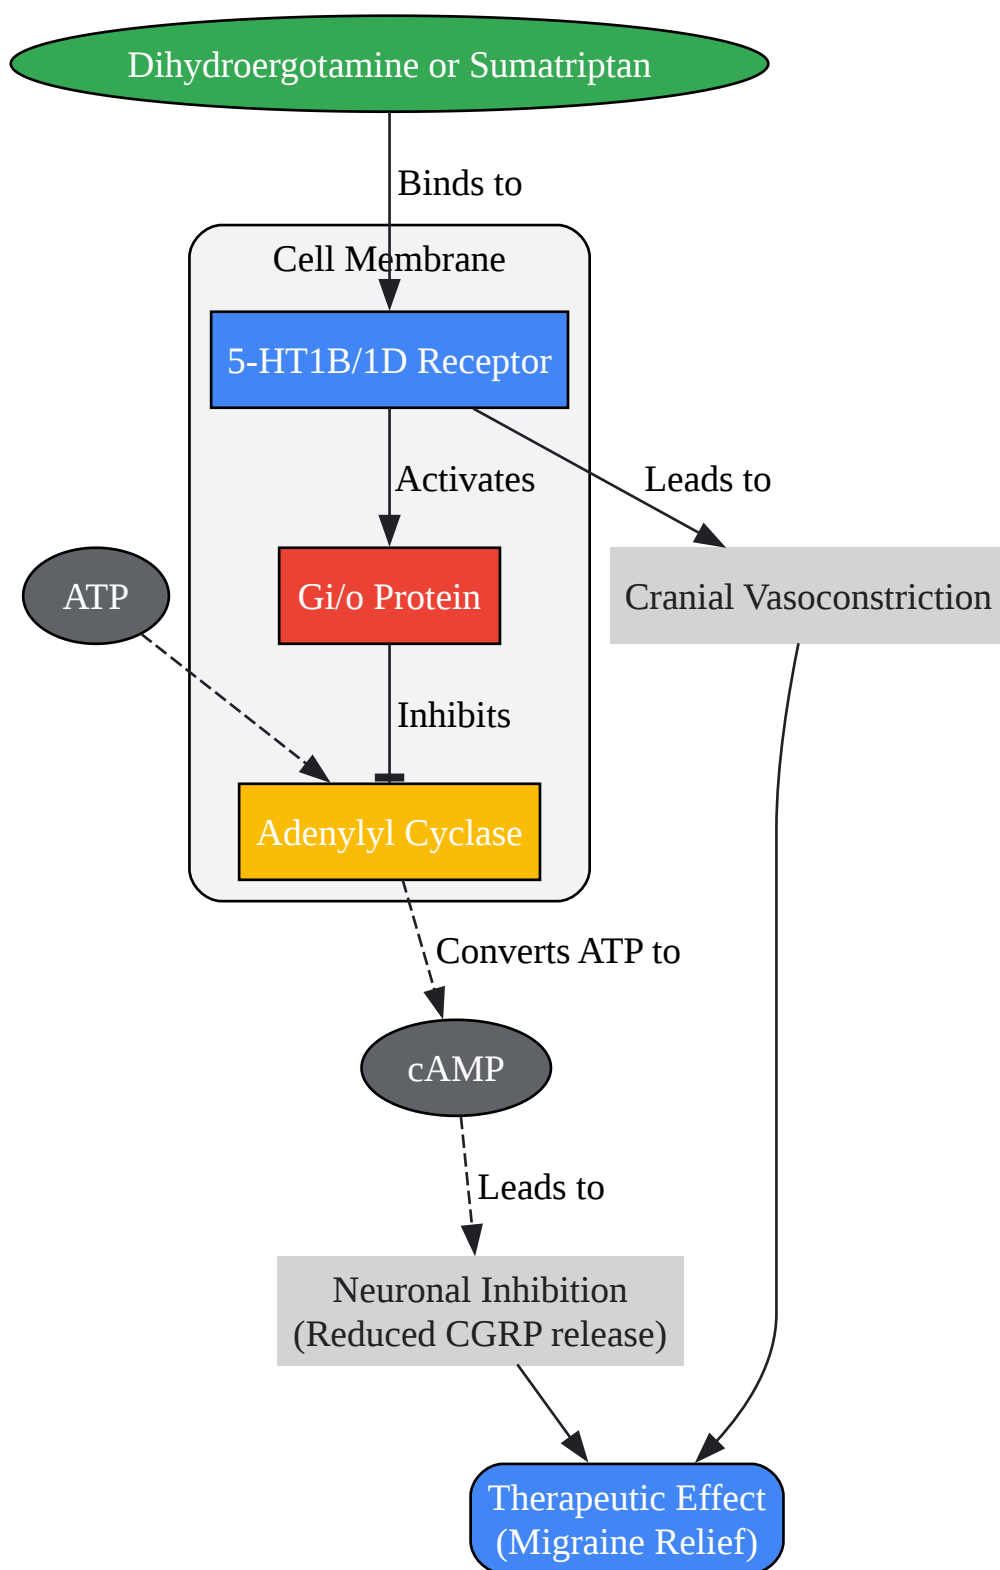 Dihydroergotamine or Sumatriptan
Binds to
Cell Membrane
5-HT1B/1D Receptor
Activates
Leads to
ATP
Gi/o Protein
Cranial Vasoconstriction
Inhibits
Adenylyl Cyclase
Converts ATP to
cAMP
Leads to
Neuronal Inhibition
(Reduced CGRP release)
Therapeutic Effect
(Migraine Relief)